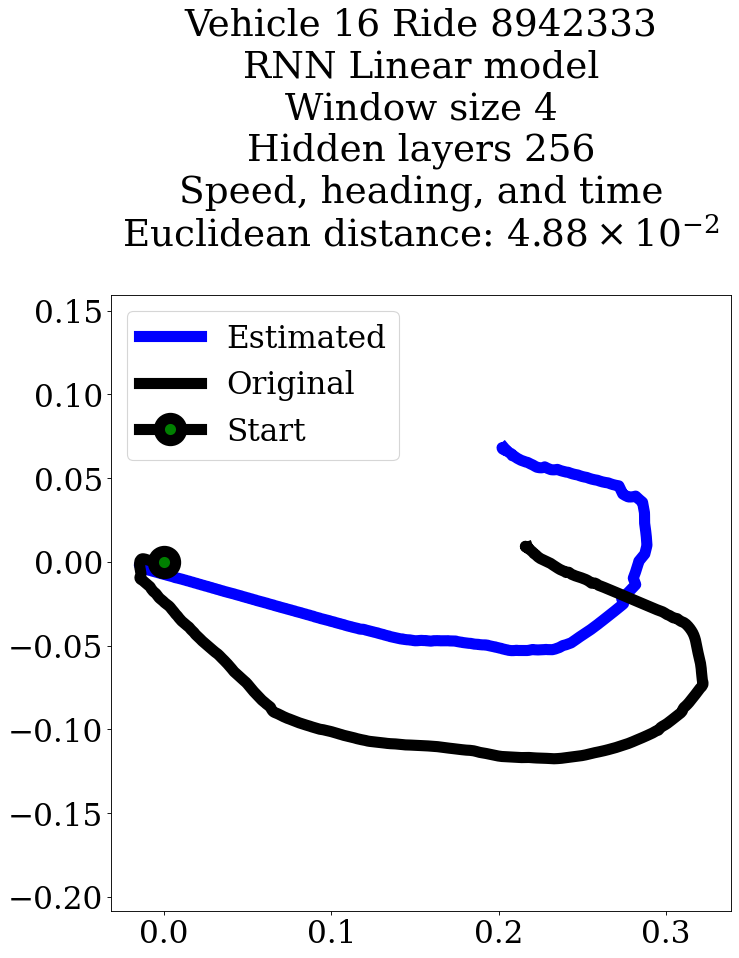 Vehicle 16 Ride 8942333
RNN Linear model
Window size 4
Hidden layers 256
Speed, heading, and time
Euclidean distance: 4.88 × 10⁻²
Estimated
Original
Start
0.15
0.10
0.05
0.00
−0.05
−0.10
−0.15
−0.20
0.0 0.1 0.2 0.3